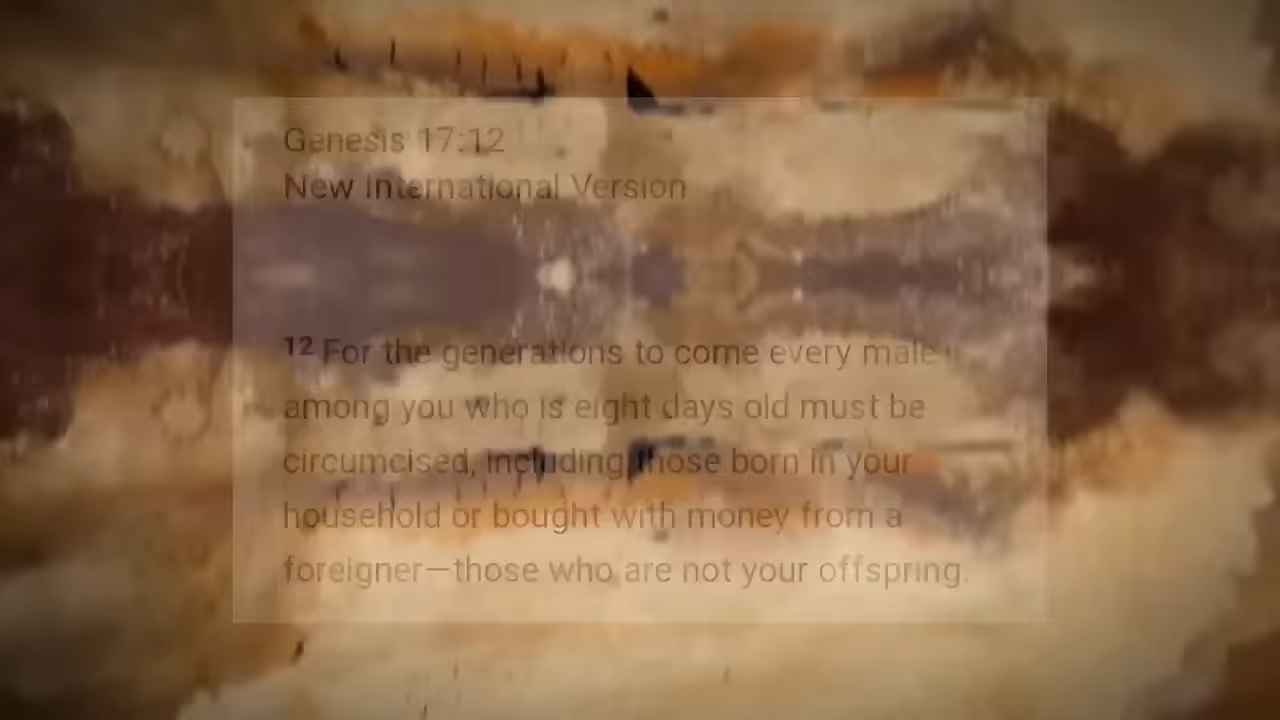 Genesis 17:12
New International Version
12 For the generations to come every male
among you who is eight days old must be
circumcised, including those born in your
household or bought with money from a
foreigner—those who are not your offspring.